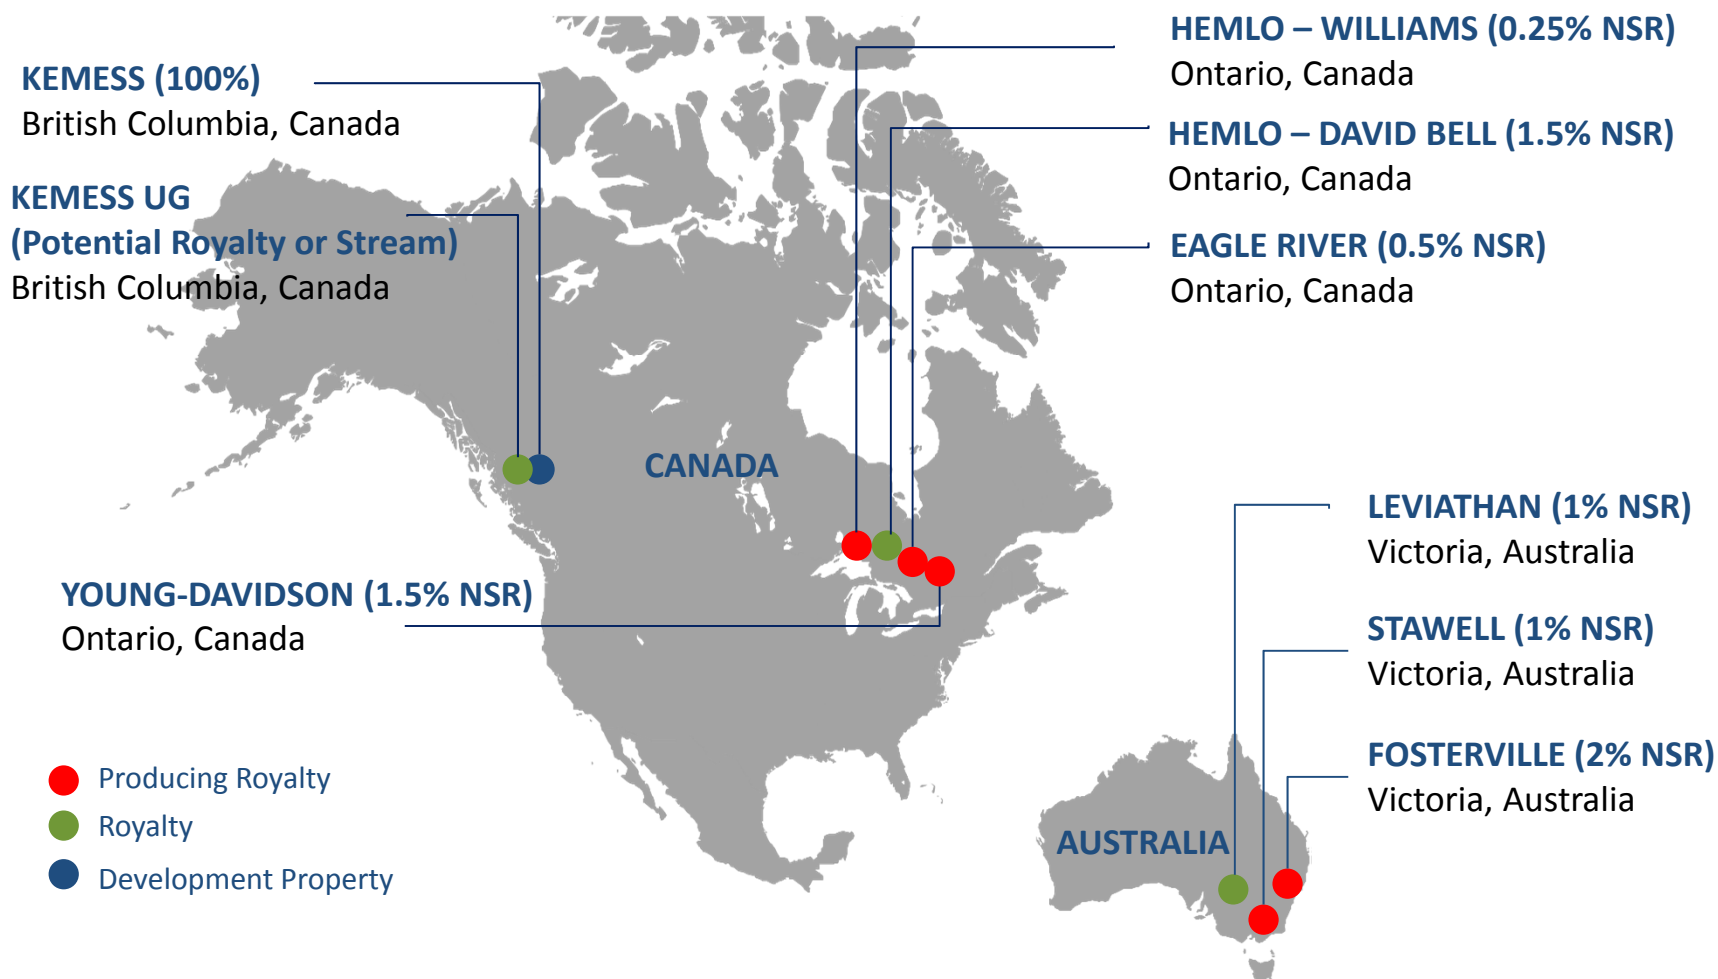 KEMESS (100%)
British Columbia, Canada
KEMESS UG
(Potential Royalty or Stream)
British Columbia, Canada
HEMLO – WILLIAMS (0.25% NSR)
Ontario, Canada
HEMLO – DAVID BELL (1.5% NSR)
Ontario, Canada
EAGLE RIVER (0.5% NSR)
Ontario, Canada
CANADA
YOUNG-DAVIDSON (1.5% NSR)
Ontario, Canada
LEVIATHAN (1% NSR)
Victoria, Australia
STAWELL (1% NSR)
Victoria, Australia
FOSTERVILLE (2% NSR)
Victoria, Australia
AUSTRALIA
Producing Royalty
Royalty
Development Property